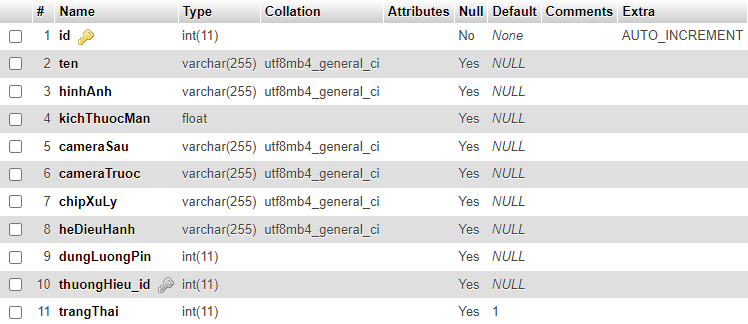 # Name Type Collation Attributes Null Default Comments Extra
1 id int(11) No None AUTO_INCREMENT
2 ten varchar(255) utf8mb4_general_ci Yes NULL
3 hinhAnh varchar(255) utf8mb4_general_ci Yes NULL
4 kichThuocMan float Yes NULL
5 cameraSau varchar(255) utf8mb4_general_ci Yes NULL
6 cameraTruoc varchar(255) utf8mb4_general_ci Yes NULL
7 chipXuLy varchar(255) utf8mb4_general_ci Yes NULL
8 heDieuHanh varchar(255) utf8mb4_general_ci Yes NULL
9 dungLuongPin int(11) Yes NULL
10 thuongHieu_id int(11) Yes NULL
11 trangThai int(11) Yes 1